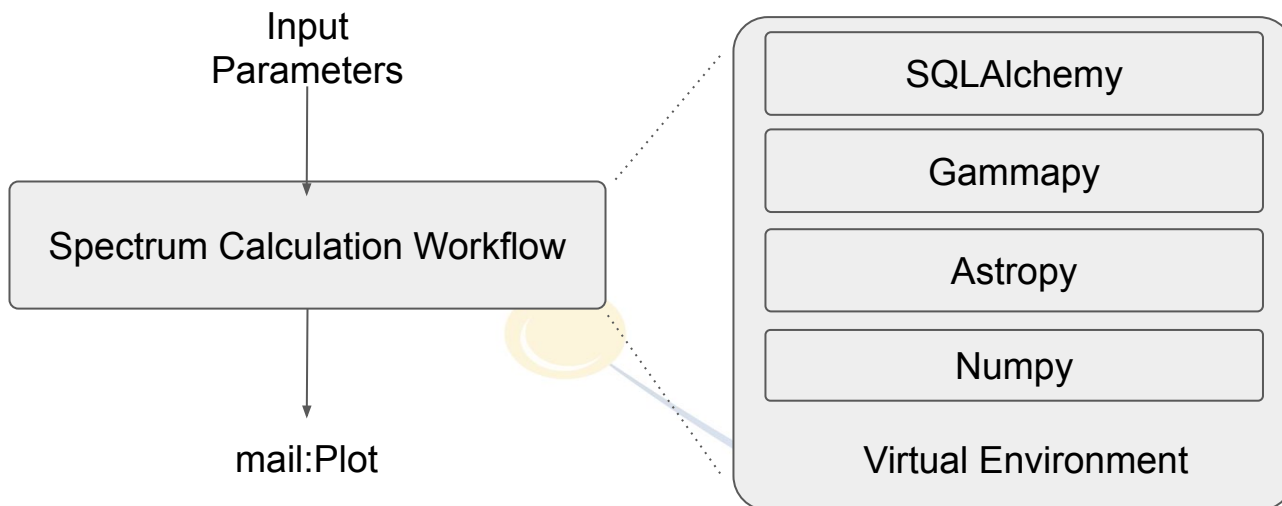 Input
Parameters
Spectrum Calculation Workflow
mail:Plot
SQLAlchemy
Gammapy
Astropy
Numpy
Virtual Environment